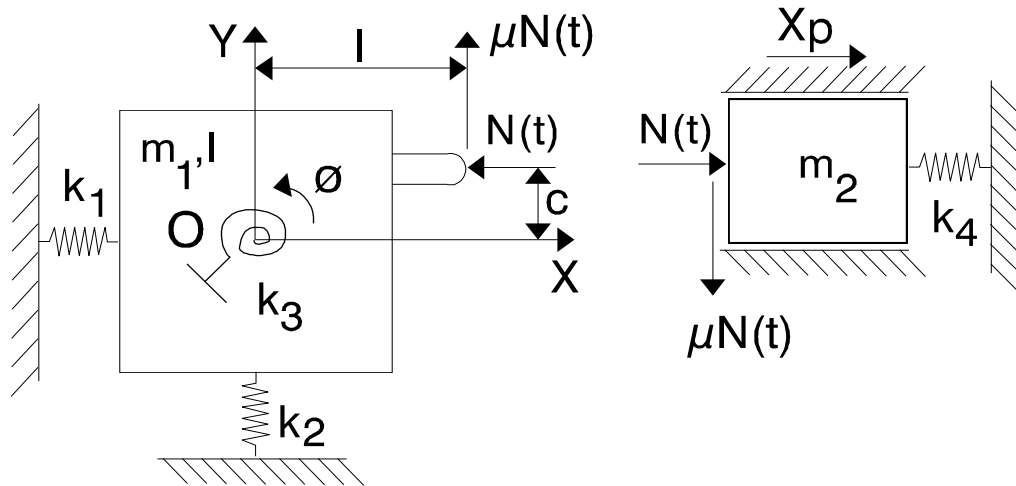 Y
l
μN(t)
Xp
m1,I
N(t)
N(t)
ø
c
m2
k1
O
X
k4
k3
μN(t)
k2